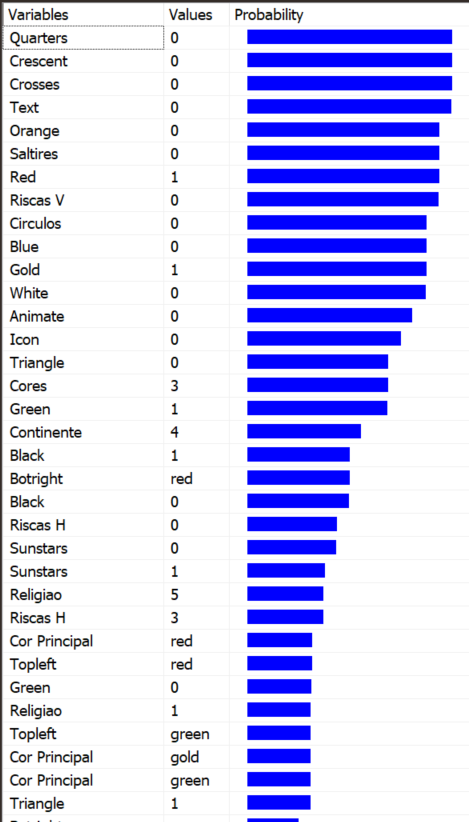 Variables Values Probability
Quarters 0
Crescent 0
Crosses 0
Text 0
Orange 0
Saltires 0
Red 1
Riscas V 0
Circulos 0
Blue 0
Gold 1
White 0
Animate 0
Icon 0
Triangle 0
Cores 3
Green 1
Continente 4
Black 1
Botright red
Black 0
Riscas H 0
Sunstars 0
Sunstars 1
Religiao 5
Riscas H 3
Cor Principal red
Topleft red
Green 0
Religiao 1
Topleft green
Cor Principal gold
Cor Principal green
Triangle 1